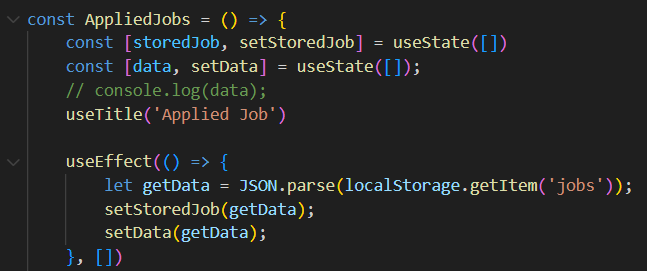 const AppliedJobs = () => {
    const [storedJob, setStoredJob] = useState([])
    const [data, setData] = useState([]);
    // console.log(data);
    useTitle('Applied Job')

    useEffect(() => {
        let getData = JSON.parse(localStorage.getItem('jobs'));
        setStoredJob(getData);
        setData(getData);
    }, [])